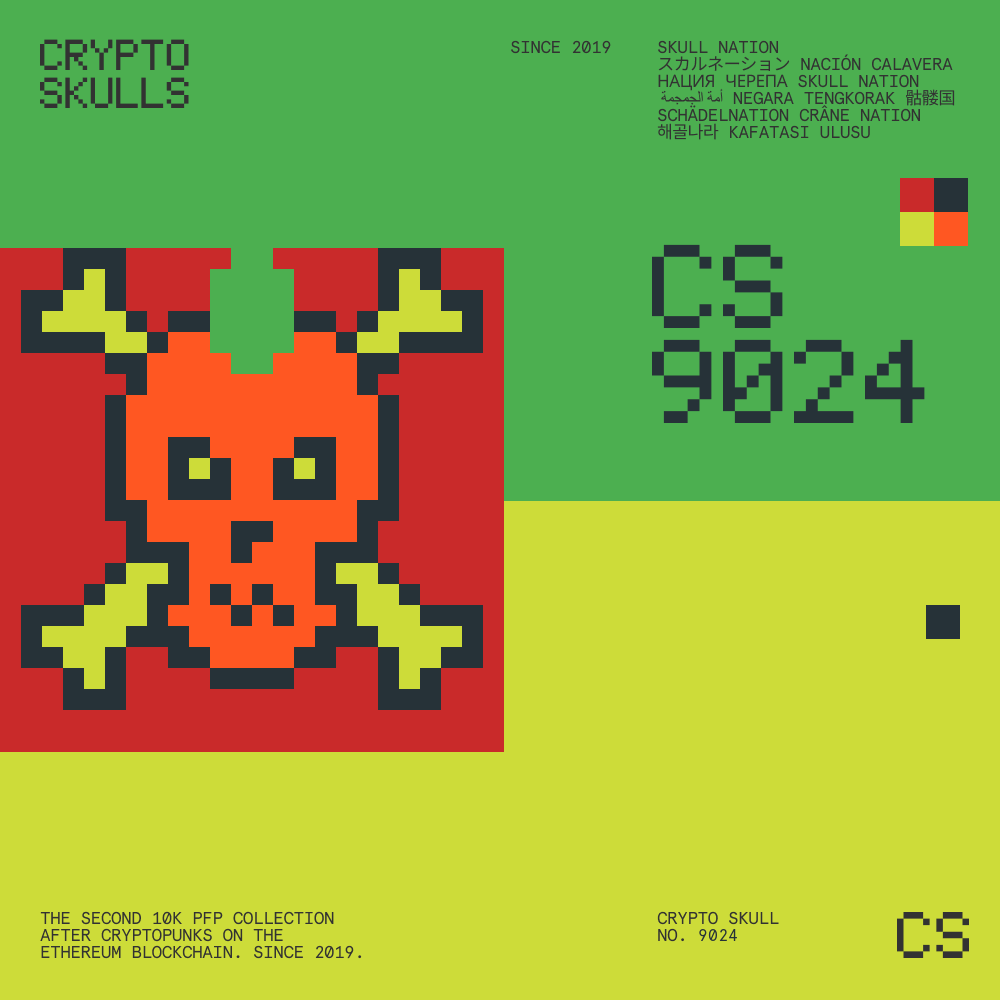 CRYPTO
SKULLS
SINCE 2019
SKULL NATION
スカルネーション NACIÓN CALAVERA
НАЦИЯ ЧЕРЕПА SKULL NATION
أمة الجمجمة NEGARA TENGKORAK 骷髅国
SCHÄDELNATION CRÂNE NATION
해골나라 KAFATASI ULUSU
CS
9024
THE SECOND 10K PFP COLLECTION
AFTER CRYPTOPUNKS ON THE
ETHEREUM BLOCKCHAIN. SINCE 2019.
CRYPTO SKULL
NO. 9024
CS